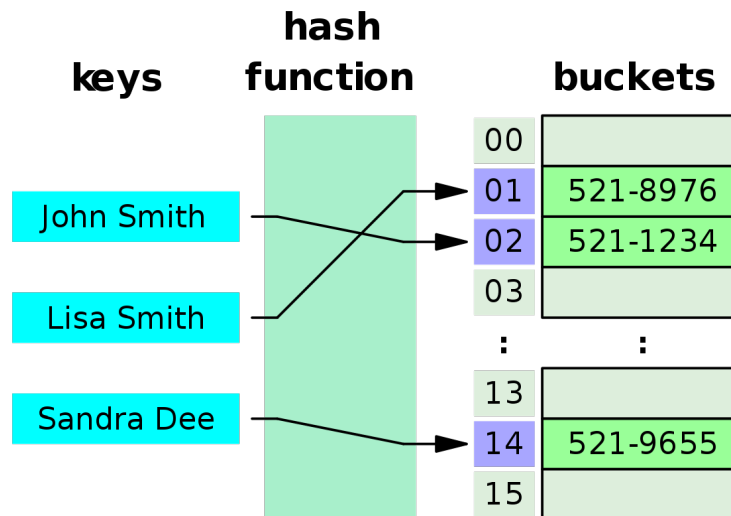 keys
hash
function
buckets
John Smith
Lisa Smith
Sandra Dee
00
01 521-8976
02 521-1234
03
: :
13
14 521-9655
15